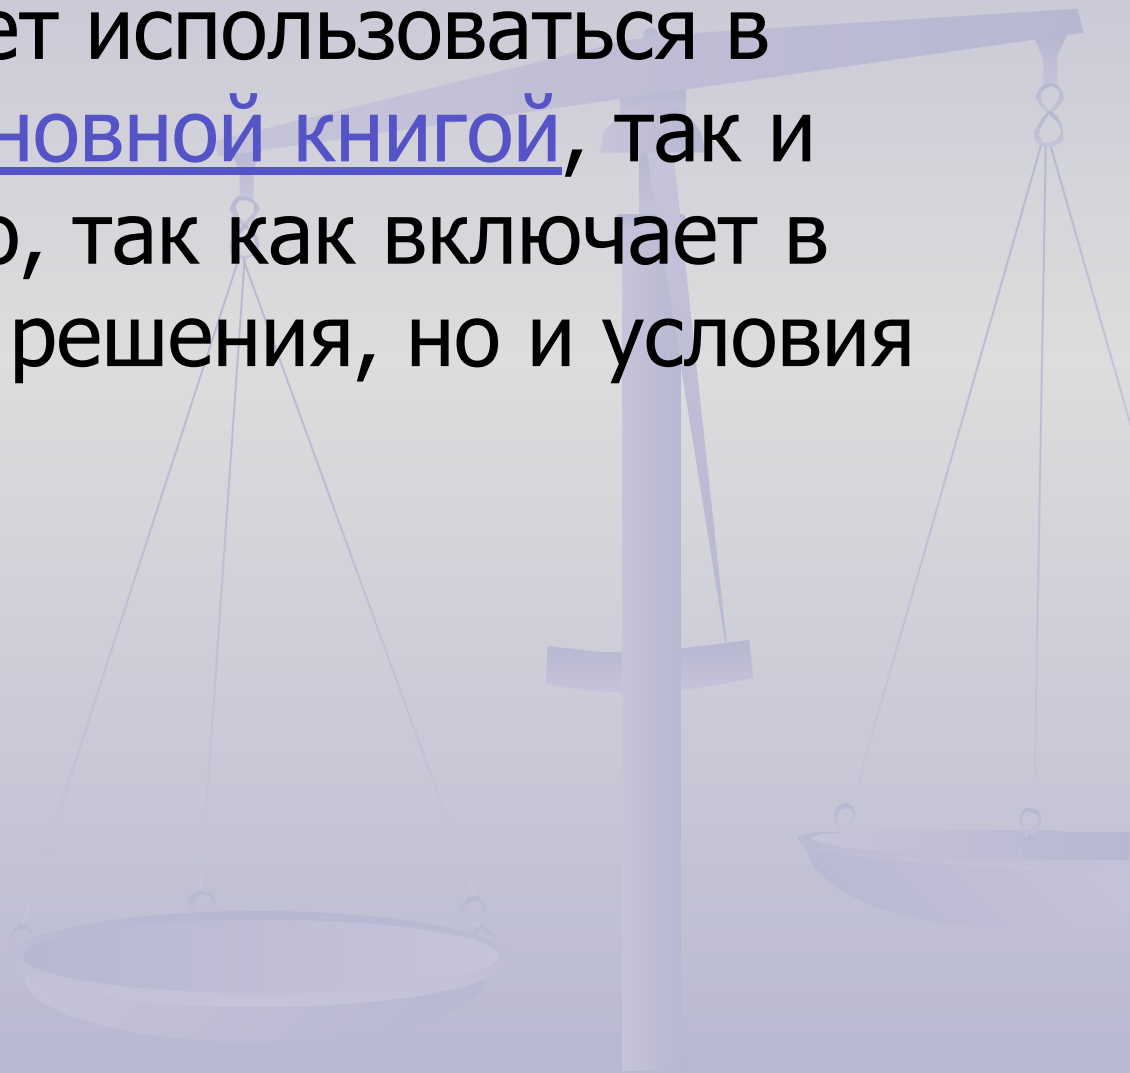 ет использоваться в
новной книгой, так и
о, так как включает в
решения, но и условия